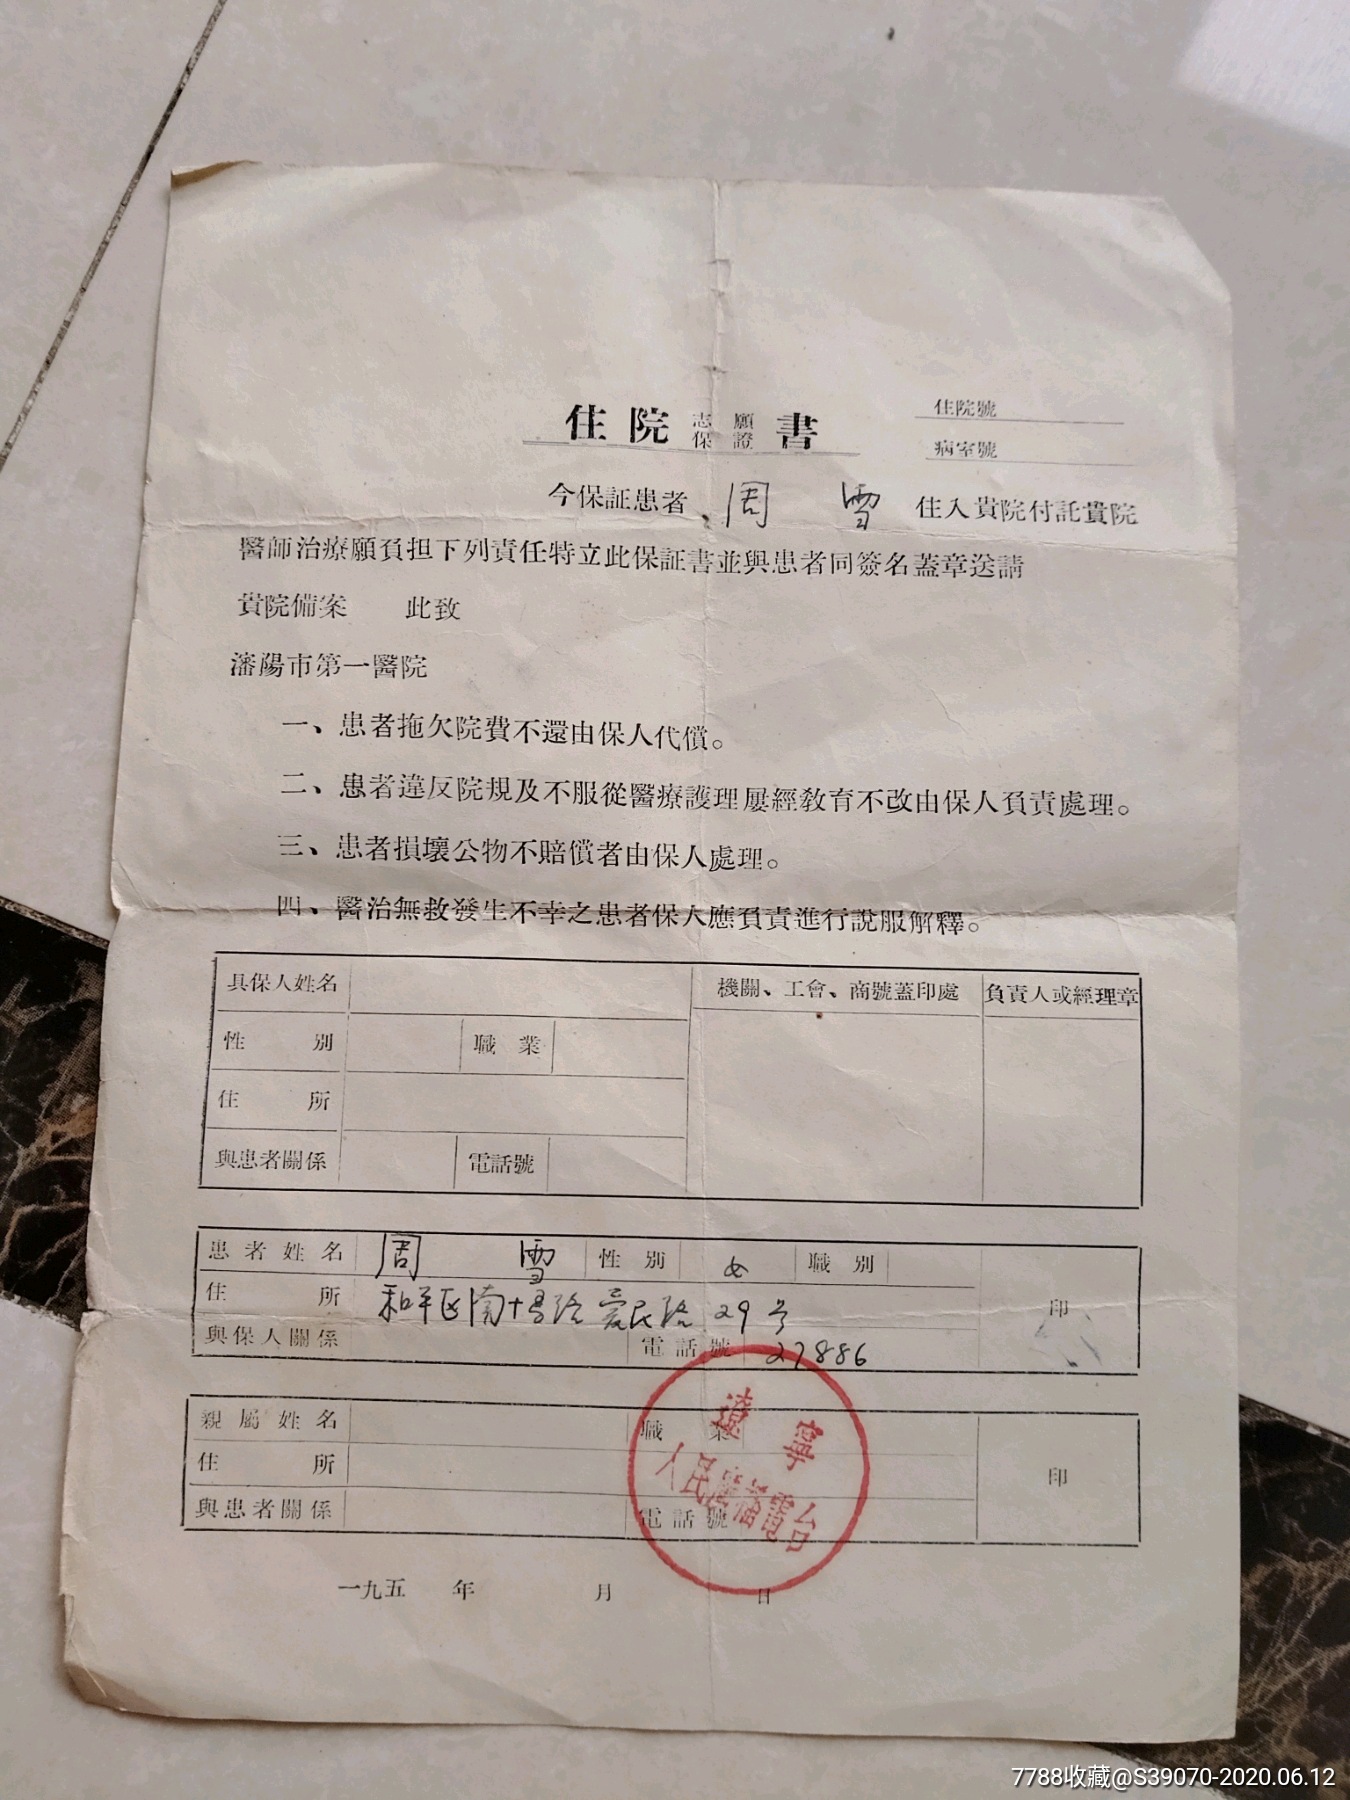 住院志願保證書
住院號
病室號
今保証患者 周 雪 住入貴院付託貴院
醫師治療願負担下列責任特立此保証書並與患者同簽名蓋章送請
貴院備案 此致
瀋陽市第一醫院
一、患者拖欠院費不還由保人代償。
二、患者違反院規及不服從醫療護理屢經教育不改由保人負責處理。
三、患者損壞公物不賠償者由保人處理。
四、醫治無救發生不幸之患者保人應負責進行說服解釋。
具保人姓名 機關、工會、商號蓋印處 負責人或經理章
性別 職業
住所
與患者關係 電話號
患者姓名 周 雪 性別 女 職別
住所 和平区南十号路 爱民路 29号 印
與保人關係 電話號 27886
親屬姓名 職業
住所 印
與患者關係 電話號
遼寧
人民廣播電台
一九五 年 月 日
7788收藏@S39070-2020.06.12